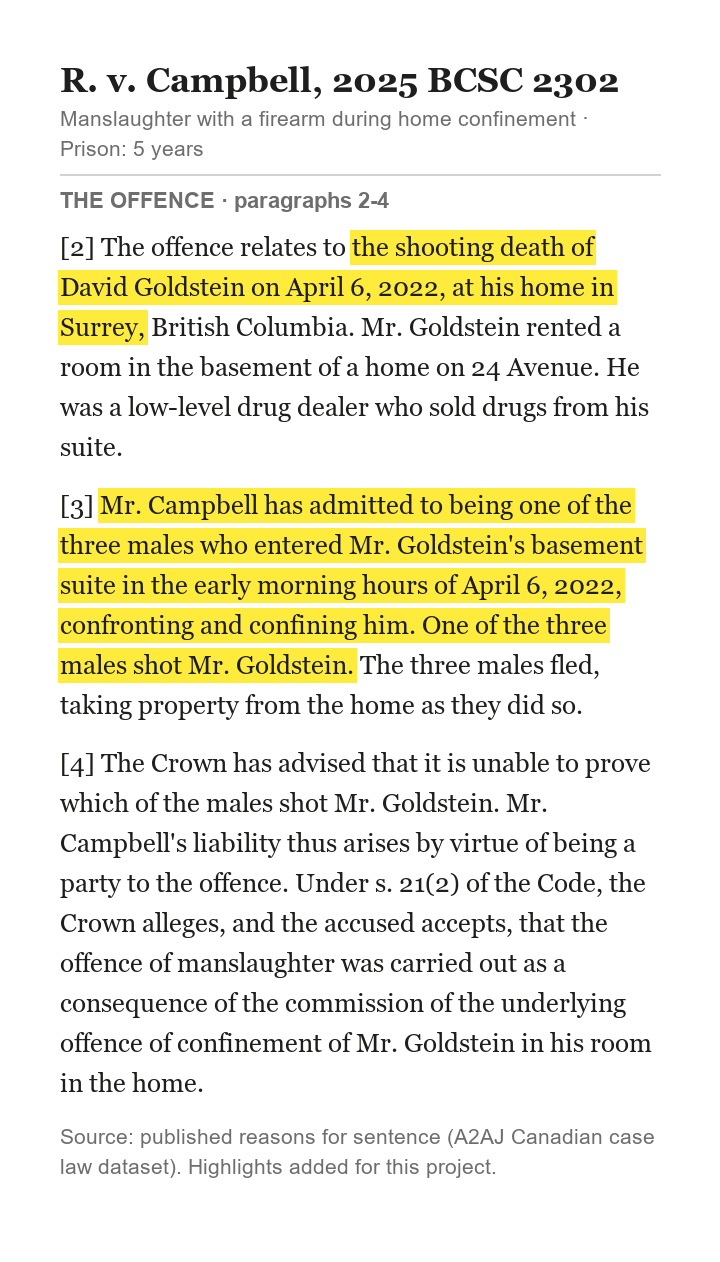 R. v. Campbell, 2025 BCSC 2302
Manslaughter with a firearm during home confinement ·
Prison: 5 years
THE OFFENCE · paragraphs 2-4
[2] The offence relates to the shooting death of
David Goldstein on April 6, 2022, at his home in
Surrey, British Columbia. Mr. Goldstein rented a
room in the basement of a home on 24 Avenue. He
was a low-level drug dealer who sold drugs from his
suite.
[3] Mr. Campbell has admitted to being one of the
three males who entered Mr. Goldstein's basement
suite in the early morning hours of April 6, 2022,
confronting and confining him. One of the three
males shot Mr. Goldstein. The three males fled,
taking property from the home as they did so.
[4] The Crown has advised that it is unable to prove
which of the males shot Mr. Goldstein. Mr.
Campbell's liability thus arises by virtue of being a
party to the offence. Under s. 21(2) of the Code, the
Crown alleges, and the accused accepts, that the
offence of manslaughter was carried out as a
consequence of the commission of the underlying
offence of confinement of Mr. Goldstein in his room
in the home.
Source: published reasons for sentence (A2AJ Canadian case
law dataset). Highlights added for this project.